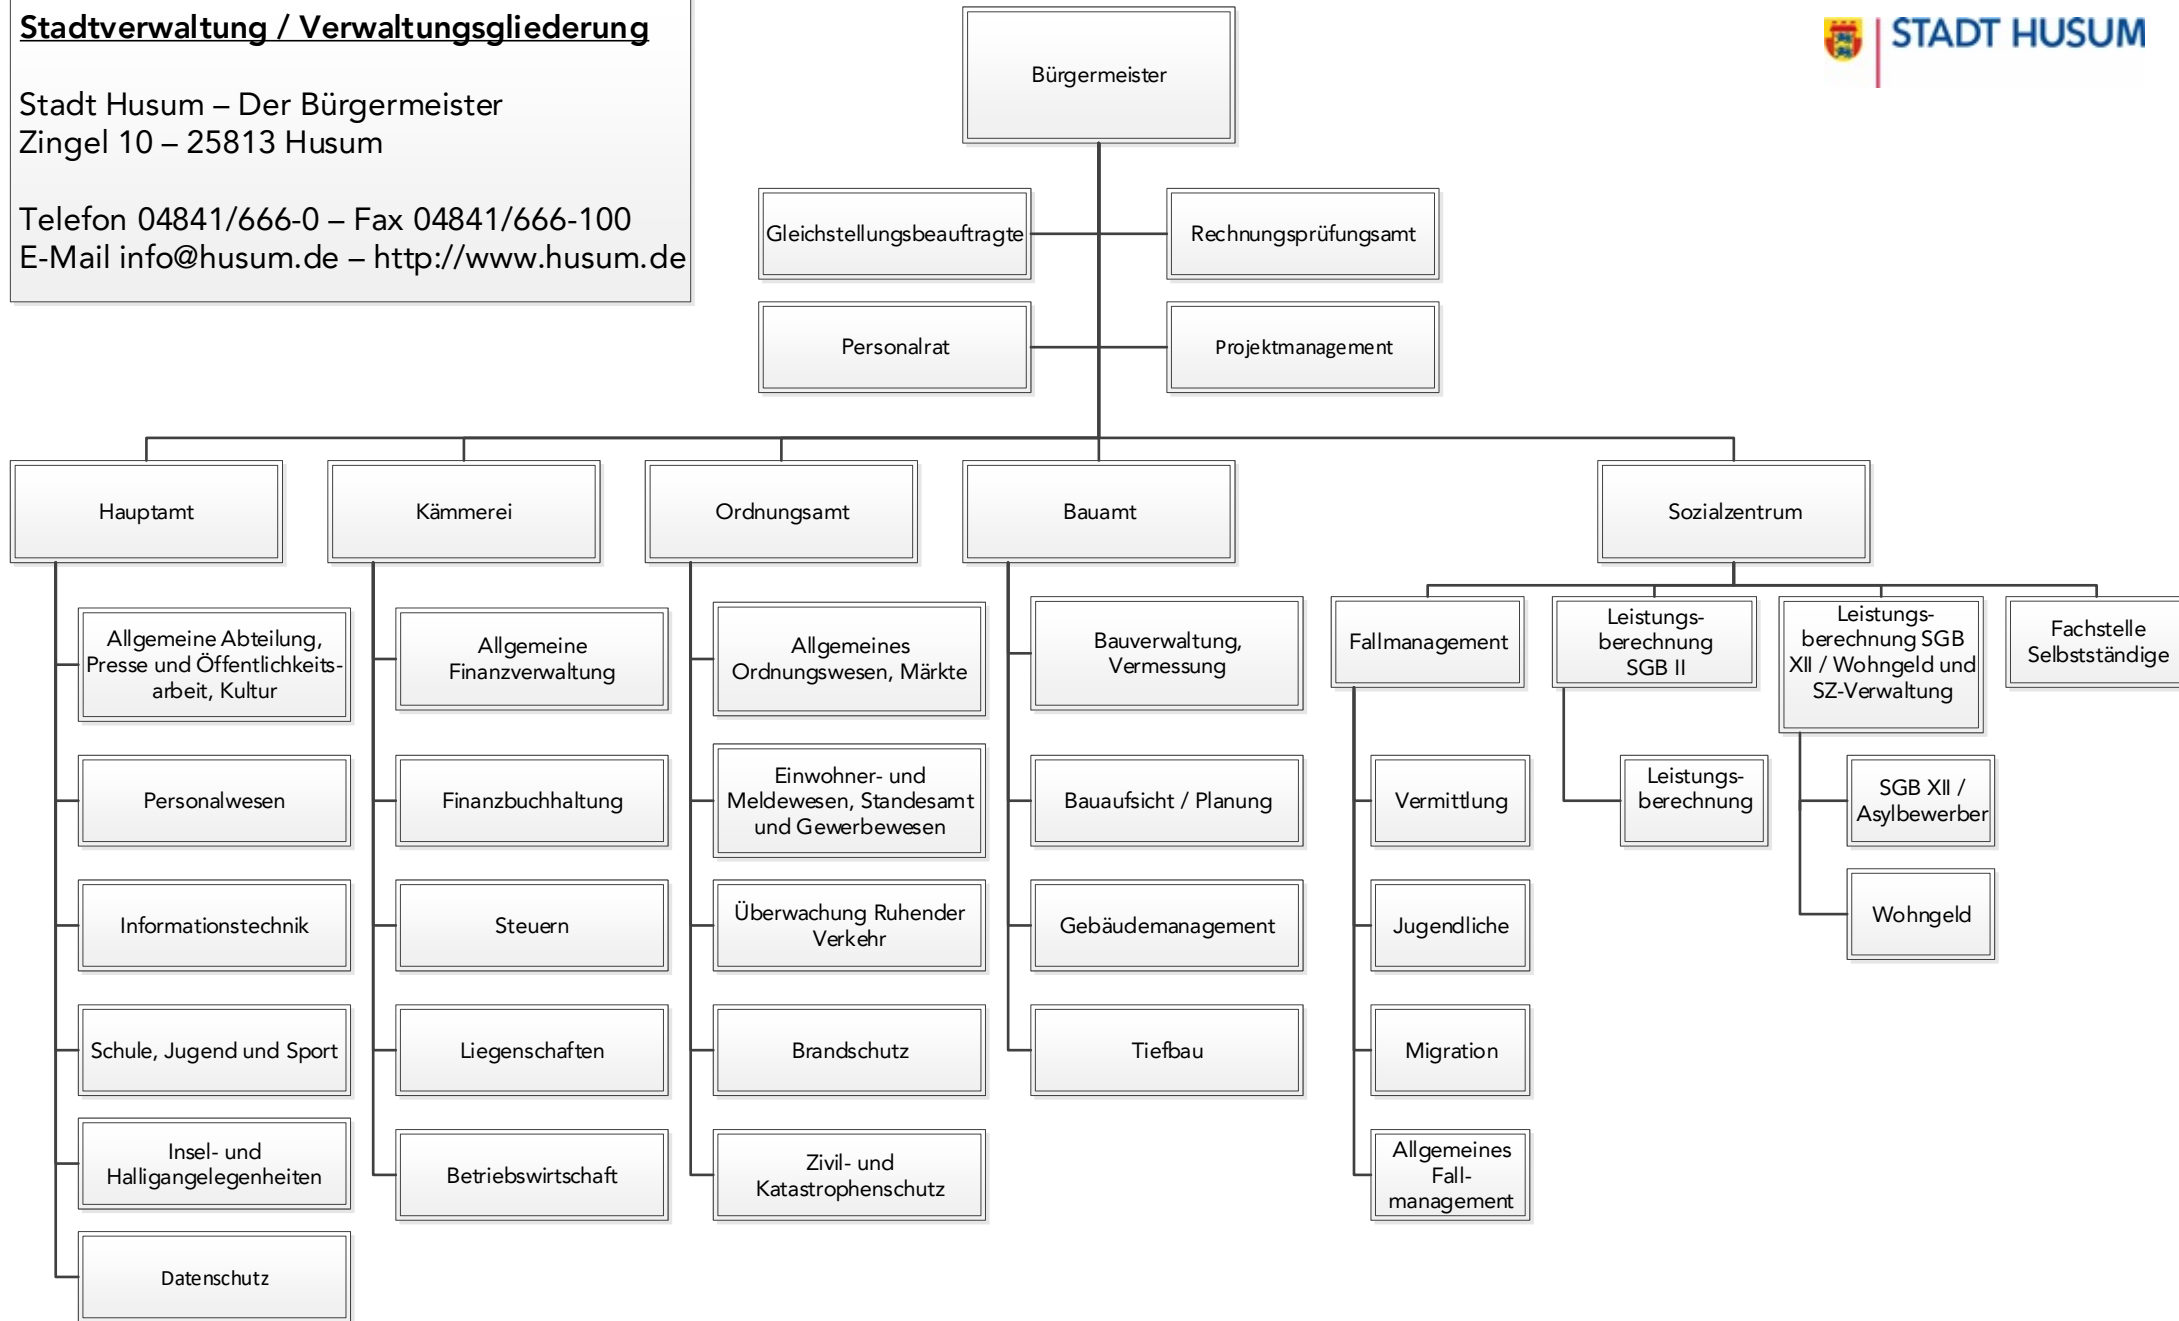 Stadtverwaltung / Verwaltungsgliederung
Stadt Husum – Der Bürgermeister
Zingel 10 – 25813 Husum
Telefon 04841/666-0 – Fax 04841/666-100
E-Mail info@husum.de – http://www.husum.de
STADT HUSUM
Bürgermeister
Gleichstellungsbeauftragte
Rechnungsprüfungsamt
Personalrat
Projektmanagement
Hauptamt
Kämmerei
Ordnungsamt
Bauamt
Sozialzentrum
Allgemeine Abteilung,
Presse und Öffentlichkeits-
arbeit, Kultur
Personalwesen
Informationstechnik
Schule, Jugend und Sport
Insel- und
Halligangelegenheiten
Datenschutz
Allgemeine
Finanzverwaltung
Finanzbuchhaltung
Steuern
Liegenschaften
Betriebswirtschaft
Allgemeines
Ordnungswesen, Märkte
Einwohner- und
Meldewesen, Standesamt
und Gewerbewesen
Überwachung Ruhender
Verkehr
Brandschutz
Zivil- und
Katastrophenschutz
Bauverwaltung,
Vermessung
Bauaufsicht / Planung
Gebäudemanagement
Tiefbau
Fallmanagement
Vermittlung
Jugendliche
Migration
Allgemeines
Fall-
management
Leistungs-
berechnung
SGB II
Leistungs-
berechnung
Leistungs-
berechnung SGB
XII / Wohngeld und
SZ-Verwaltung
SGB XII /
Asylbewerber
Wohngeld
Fachstelle
Selbstständige